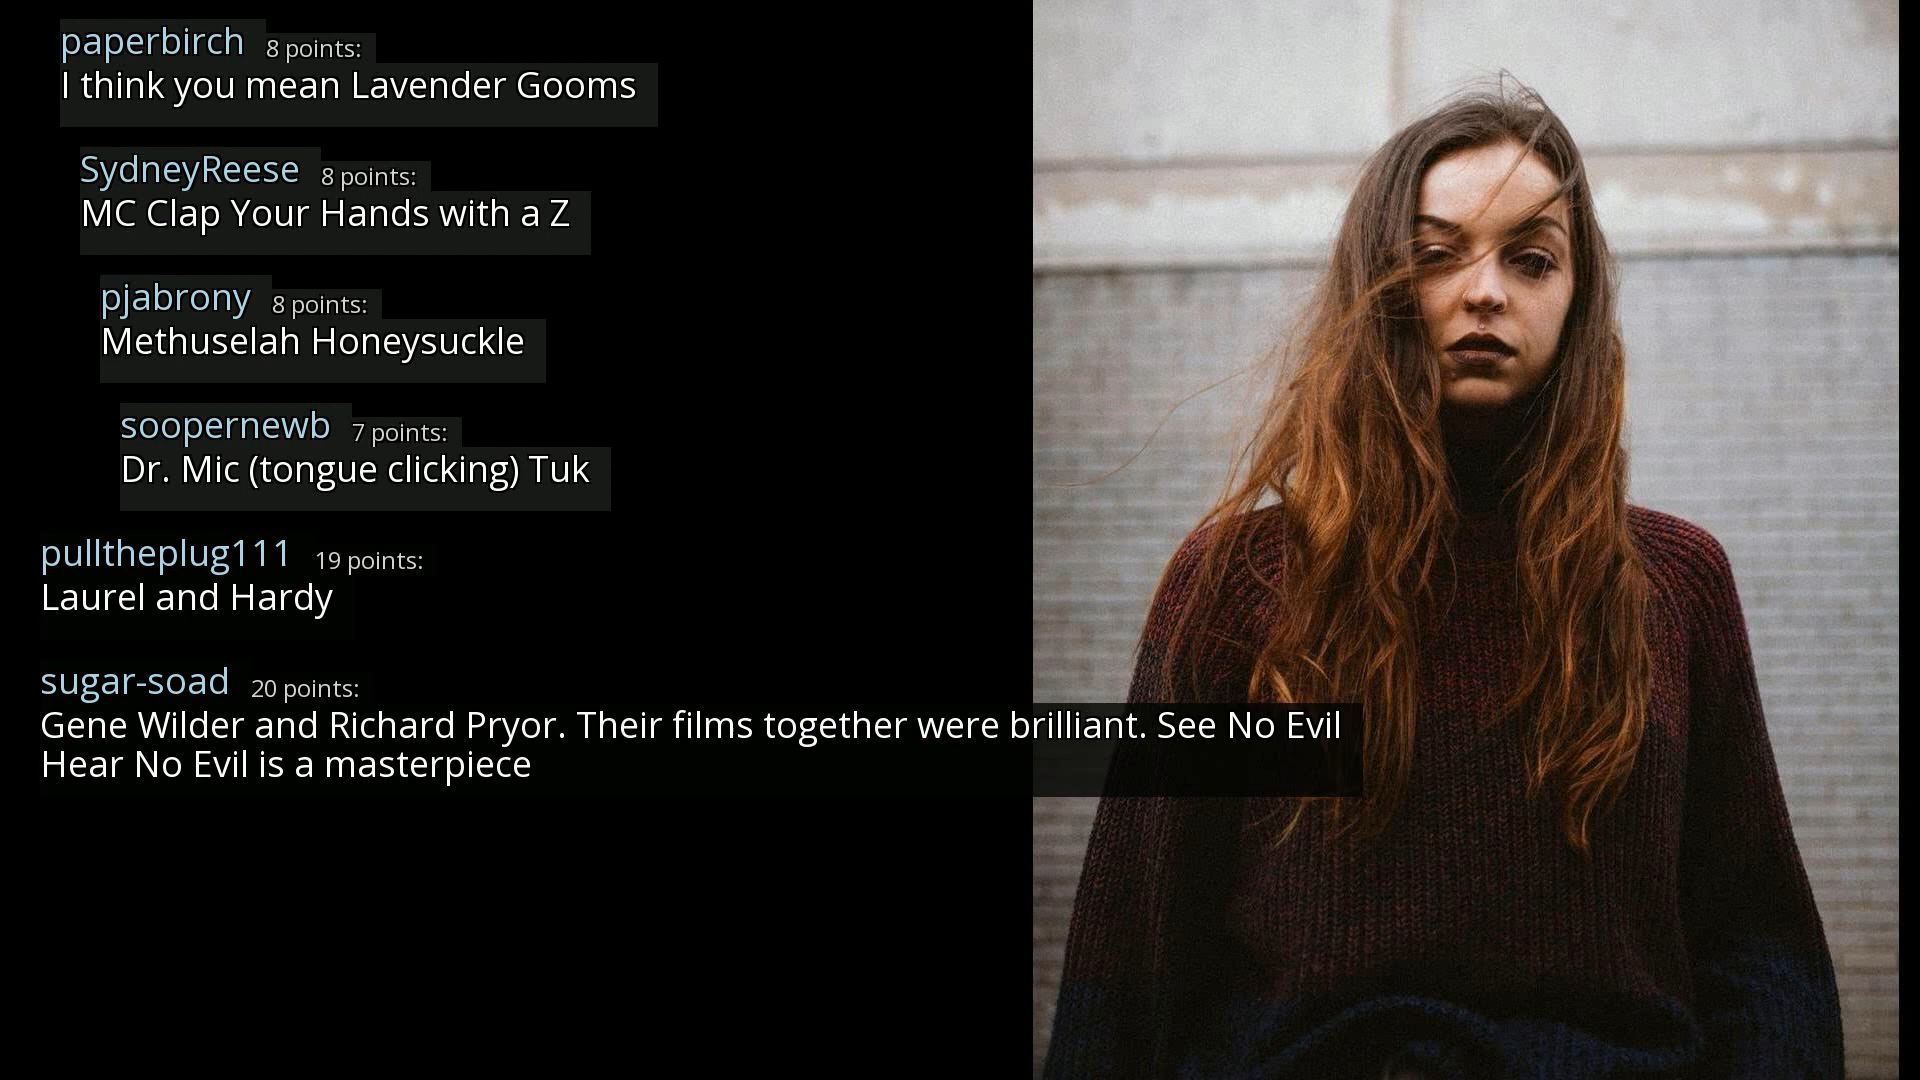 paperbirch 8 points:
I think you mean Lavender Gooms
SydneyReese 8 points:
MC Clap Your Hands with a Z
pjabrony 8 points:
Methuselah Honeysuckle
soopernewb 7 points:
Dr. Mic (tongue clicking) Tuk
pulltheplug111 19 points:
Laurel and Hardy
sugar-soad 20 points:
Gene Wilder and Richard Pryor. Their films together were brilliant. See No Evil
Hear No Evil is a masterpiece